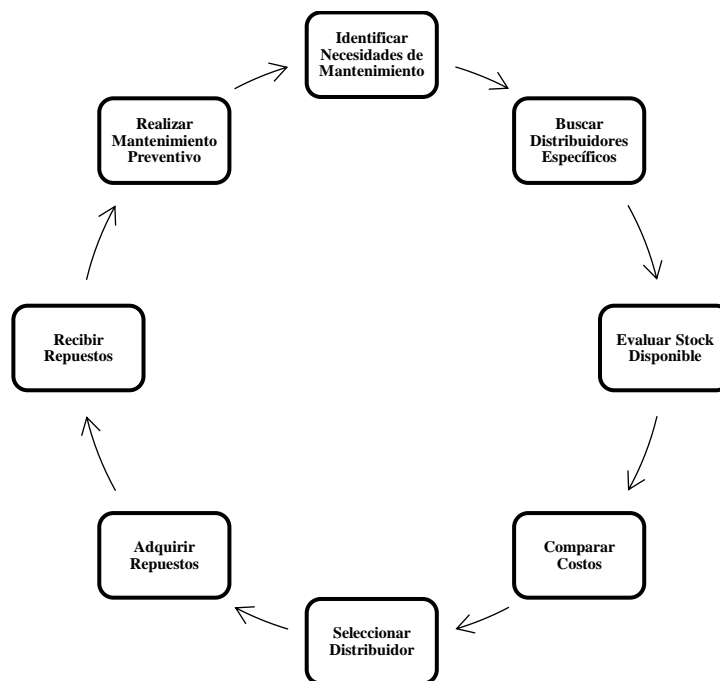 Identificar
Necesidades de
Mantenimiento
Buscar
Distribuidores
Específicos
Evaluar Stock
Disponible
Comparar
Costos
Seleccionar
Distribuidor
Adquirir
Repuestos
Recibir
Repuestos
Realizar
Mantenimiento
Preventivo